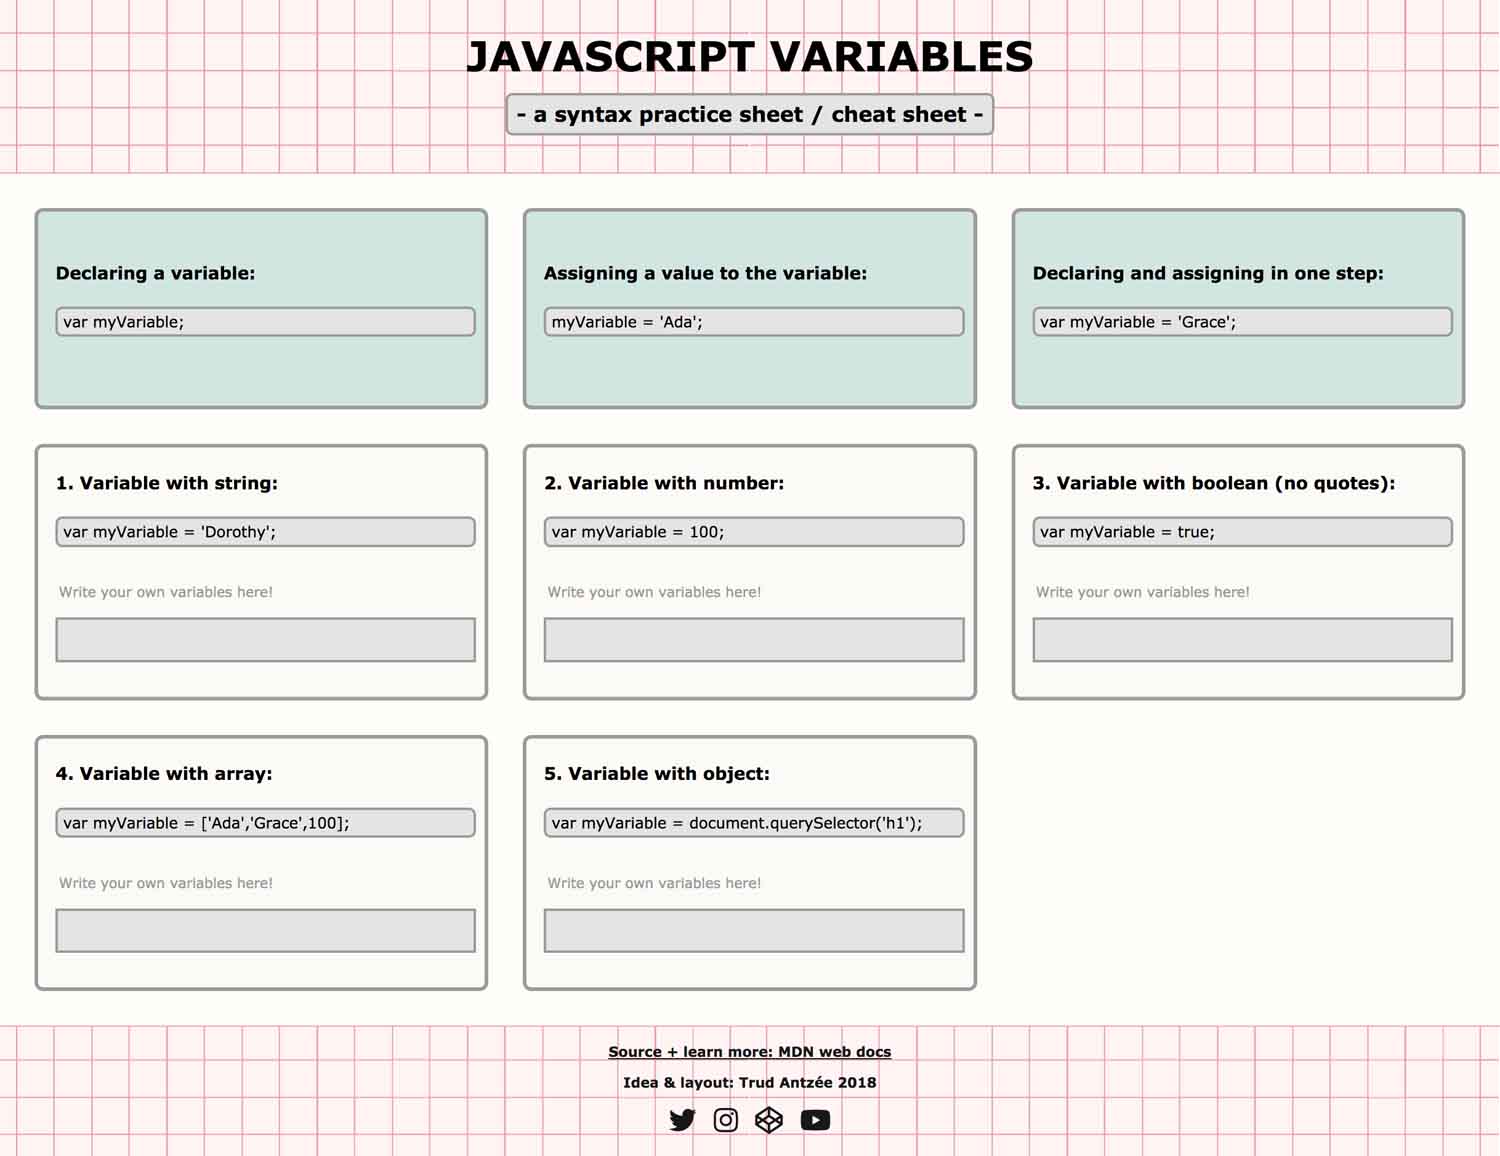 JAVASCRIPT VARIABLES
- a syntax practice sheet / cheat sheet -
Declaring a variable:
var myVariable;
Assigning a value to the variable:
myVariable = 'Ada';
Declaring and assigning in one step:
var myVariable = 'Grace';
1. Variable with string:
var myVariable = 'Dorothy';
Write your own variables here!
2. Variable with number:
var myVariable = 100;
Write your own variables here!
3. Variable with boolean (no quotes):
var myVariable = true;
Write your own variables here!
4. Variable with array:
var myVariable = ['Ada','Grace',100];
Write your own variables here!
5. Variable with object:
var myVariable = document.querySelector('h1');
Write your own variables here!
Source + learn more: MDN web docs
Idea & layout: Trud Antzée 2018